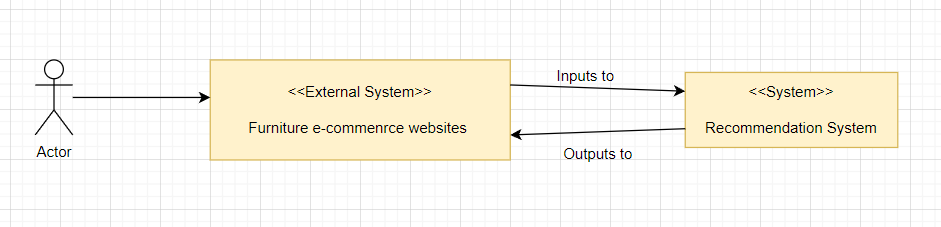 Actor
<<External System>>
Furniture e-commenrce websites
Inputs to
Outputs to
<<System>>
Recommendation System